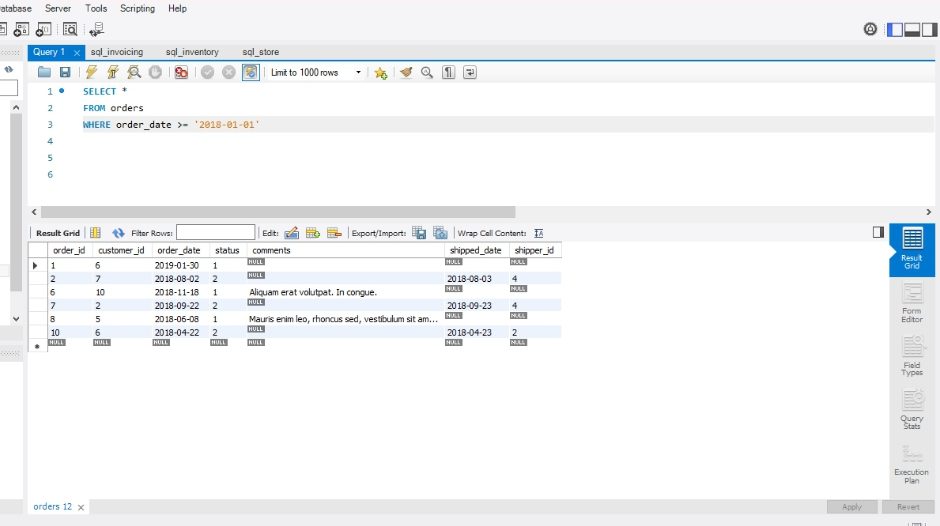 atabase Server Tools Scripting Help
Query 1 sql_invoicing sql_inventory sql_store
Limit to 1000 rows
1 SELECT *
2 FROM orders
3 WHERE order_date >= '2018-01-01'
4
5
6
Result Grid Filter Rows: Edit: Export/Import: Wrap Cell Content: IA
order_id customer_id order_date status comments shipped_date shipper_id
1 6 2019-01-30 1 NULL NULL NULL
2 7 2018-08-02 2 NULL 2018-08-03 4
6 10 2018-11-18 1 Aliquam erat volutpat. In congue. NULL NULL
7 2 2018-09-22 2 NULL 2018-09-23 4
8 5 2018-06-08 1 Mauris enim leo, rhoncus sed, vestibulum sit am... NULL NULL
10 6 2018-04-22 2 NULL 2018-04-23 2
NULL NULL NULL NULL NULL NULL NULL
Result
Grid
Form
Editor
Field
Types
Query
Stats
Execution
Plan
orders 12 Apply Revert